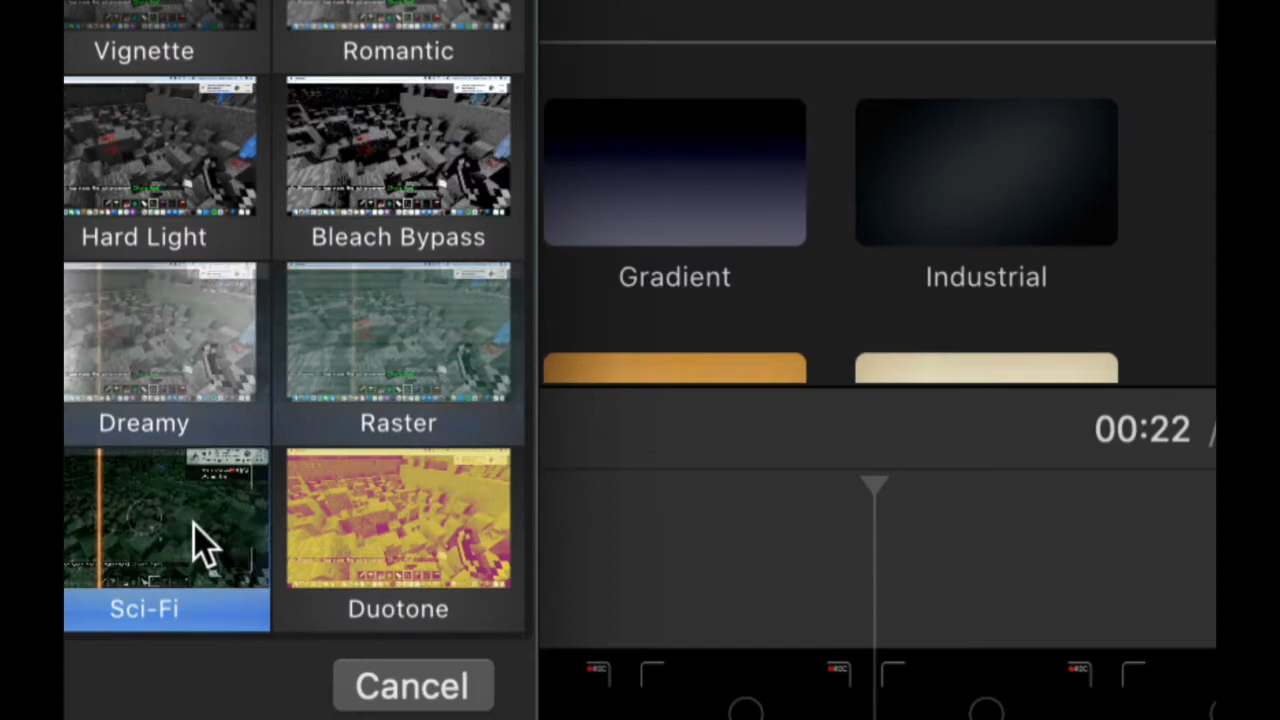 Vignette
Romantic
Hard Light
Bleach Bypass
Gradient
Industrial
Dreamy
Raster
00:22 /
Sci-Fi
Duotone
Cancel